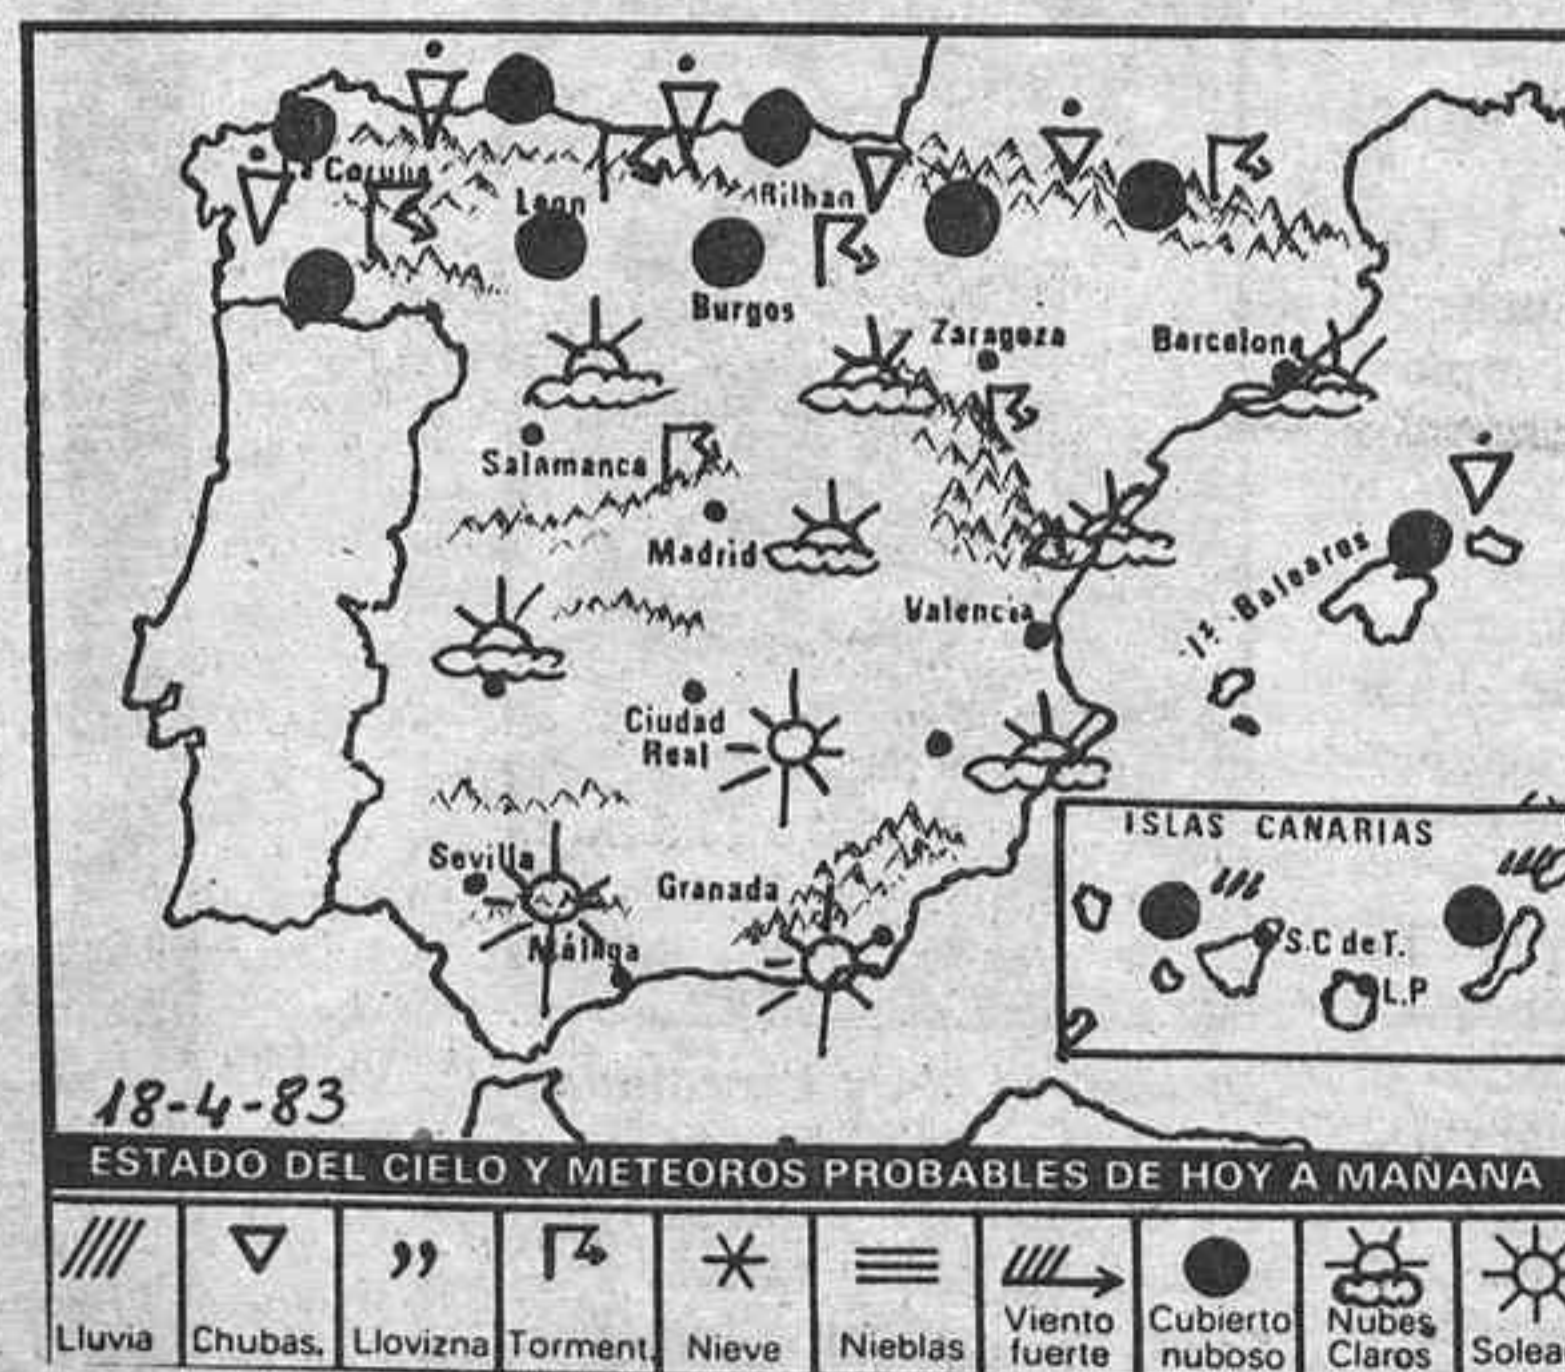 Coruña
Leon
Bilbao
Burgos
Zaragoza
Barcelona
Salamanca
Madrid
Iˢ. Baleares
Valencia
Ciudad
Real
ISLAS CANARIAS
Sevilla
Granada
S.C de T.
Málaga
L.P
18-4-83
ESTADO DEL CIELO Y METEOROS PROBABLES DE HOY A MAÑANA
Lluvia
Chubas.
Llovizna
Torment.
Nieve
Nieblas
Viento
fuerte
Cubierto
nuboso
Nubes
Claros
Solea